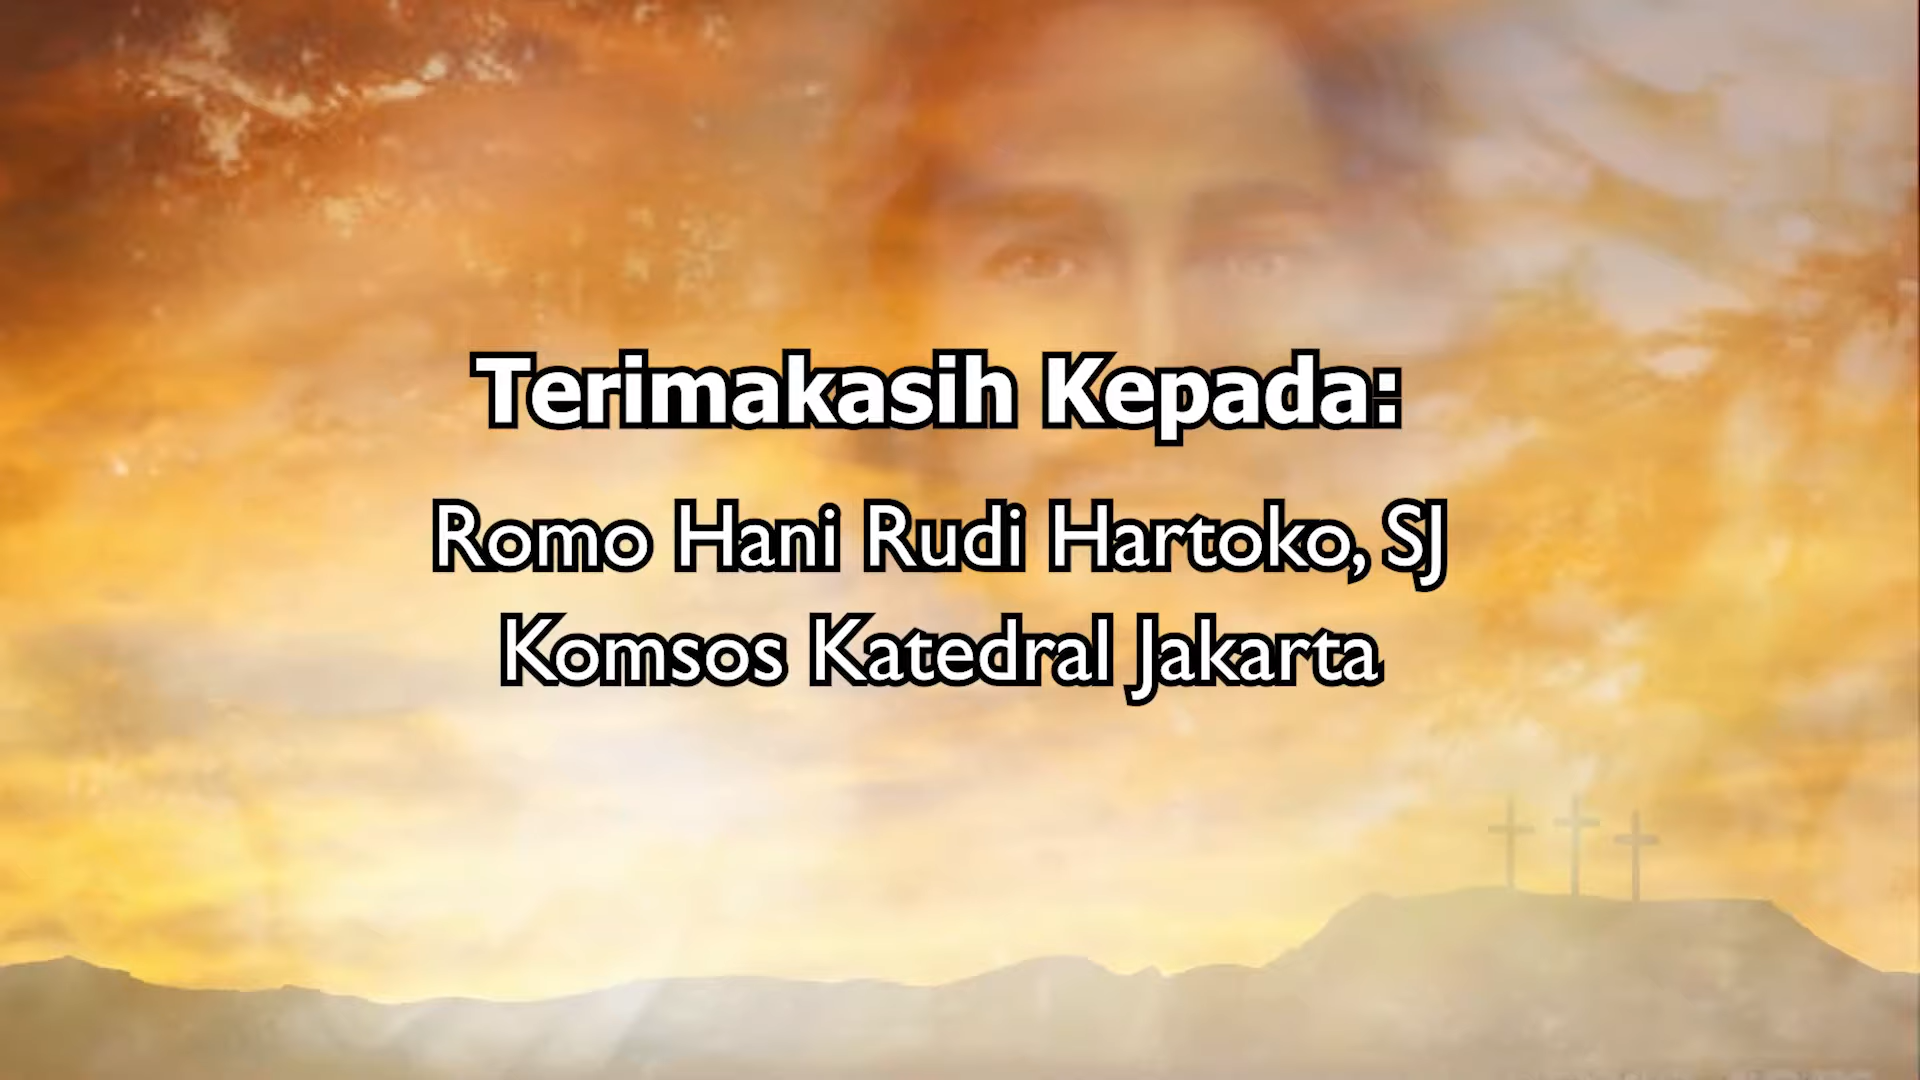 Terimakasih Kepada:
Romo Hani Rudi Hartoko, SJ
Komsos Katedral Jakarta